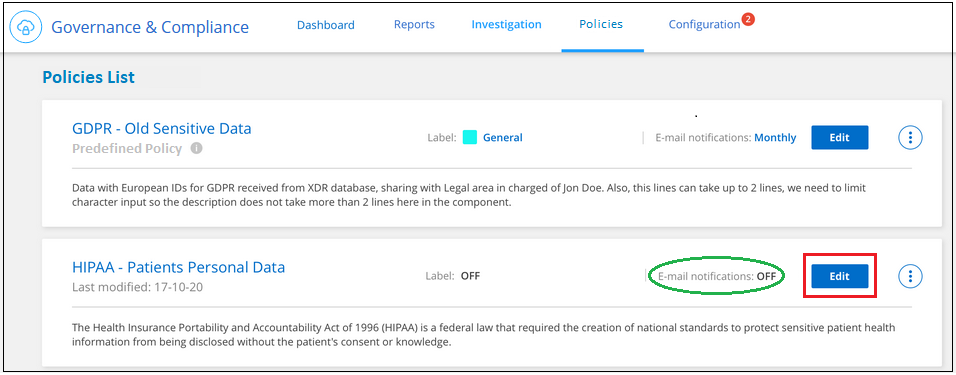 Governance & Compliance
Dashboard
Reports
Investigation
Policies
Configuration
2
Policies List
GDPR - Old Sensitive Data
Label: General
E-mail notifications: Monthly
Edit
Predefined Policy i
Data with European IDs for GDPR received from XDR database, sharing with Legal area in charged of Jon Doe. Also, this lines can take up to 2 lines, we need to limit
character input so the description does not take more than 2 lines here in the component.
HIPAA - Patients Personal Data
Label: OFF
E-mail notifications: OFF
Edit
Last modified: 17-10-20
The Health Insurance Portability and Accountability Act of 1996 (HIPAA) is a federal law that required the creation of national standards to protect sensitive patient health
information from being disclosed without the patient's consent or knowledge.